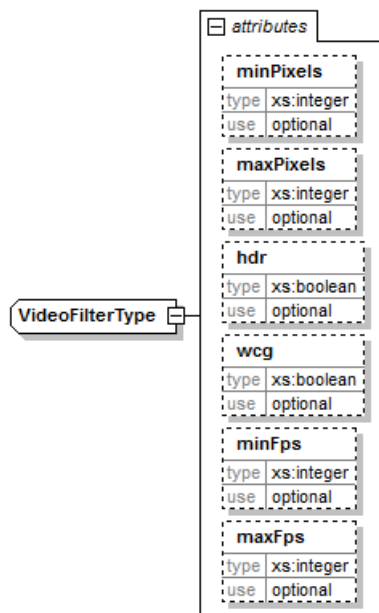 attributes
minPixels
type xs:integer
use optional
maxPixels
type xs:integer
use optional
hdr
type xs:boolean
use optional
VideoFilterType
wcg
type xs:boolean
use optional
minFps
type xs:integer
use optional
maxFps
type xs:integer
use optional